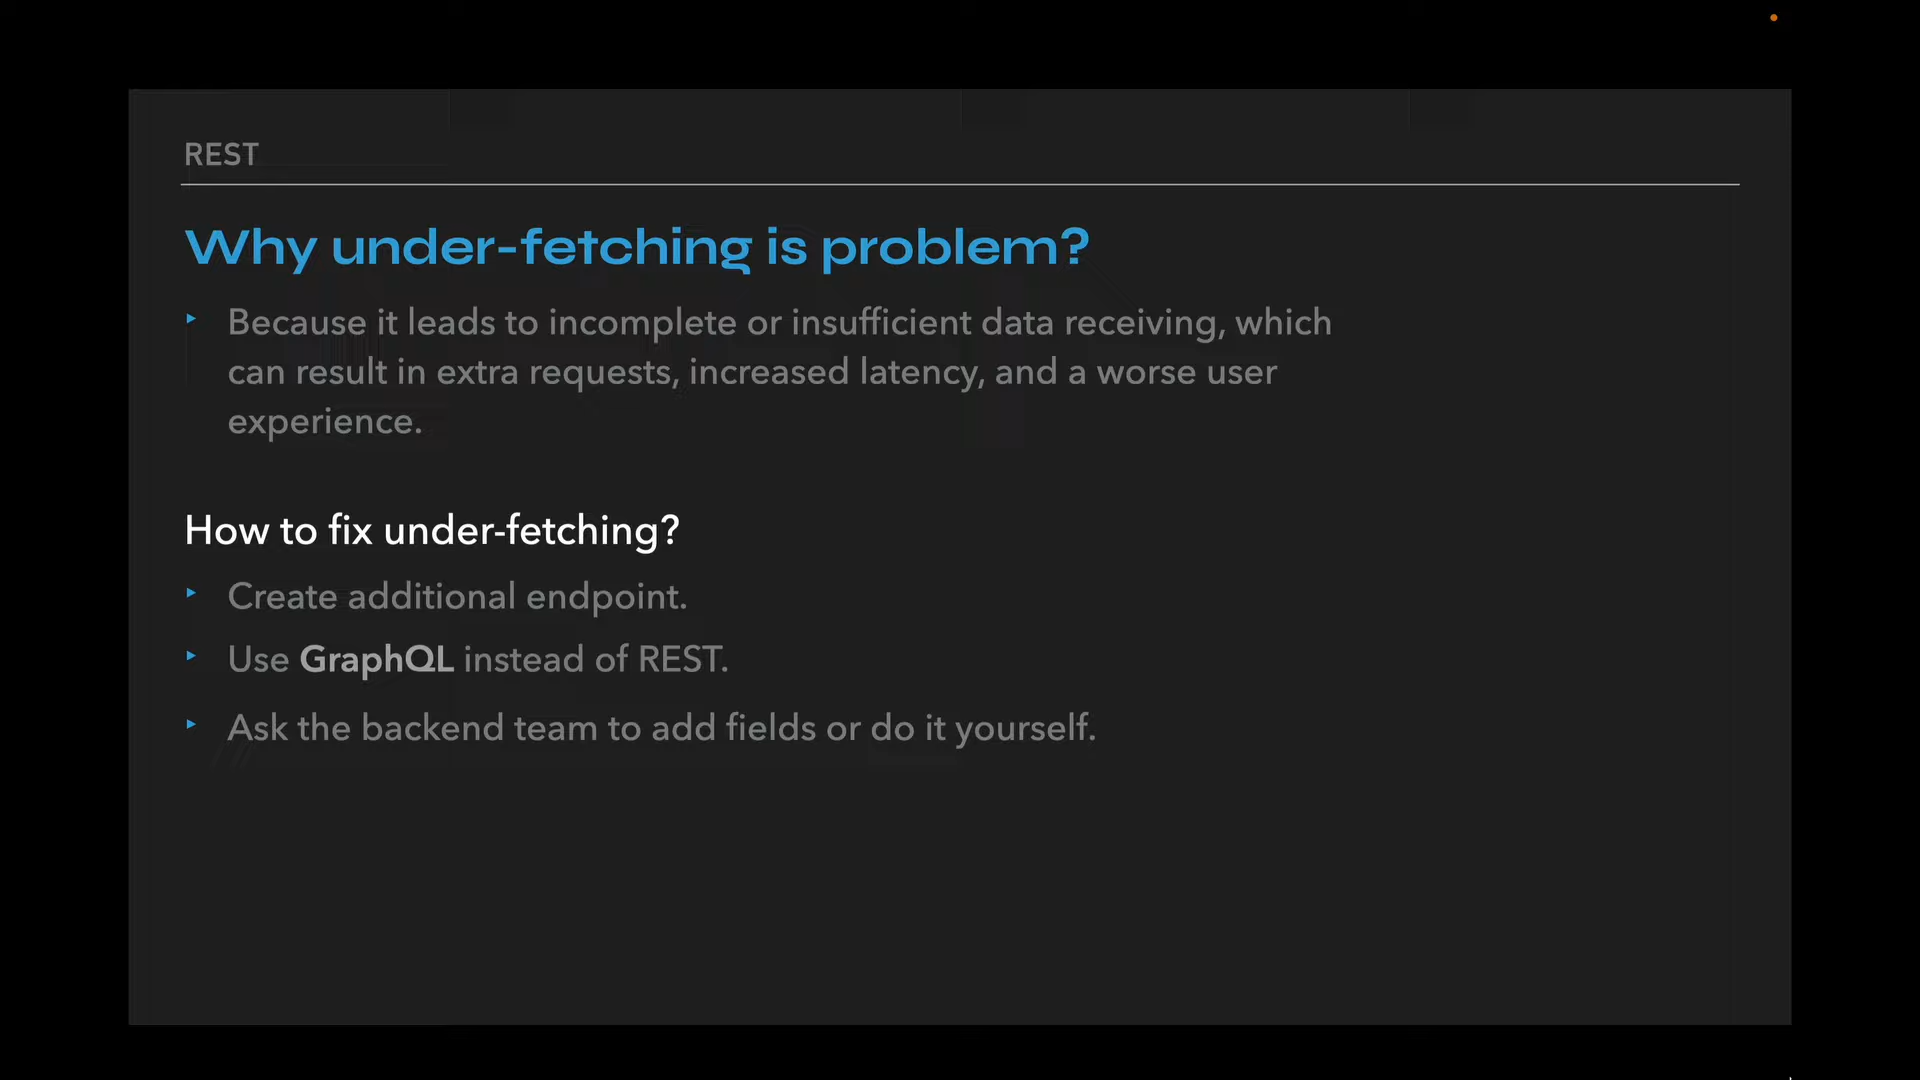 REST
Why under-fetching is problem?
‣ Because it leads to incomplete or insufficient data receiving, which
can result in extra requests, increased latency, and a worse user
experience.
How to fix under-fetching?
‣ Create additional endpoint.
‣ Use GraphQL instead of REST.
‣ Ask the backend team to add fields or do it yourself.